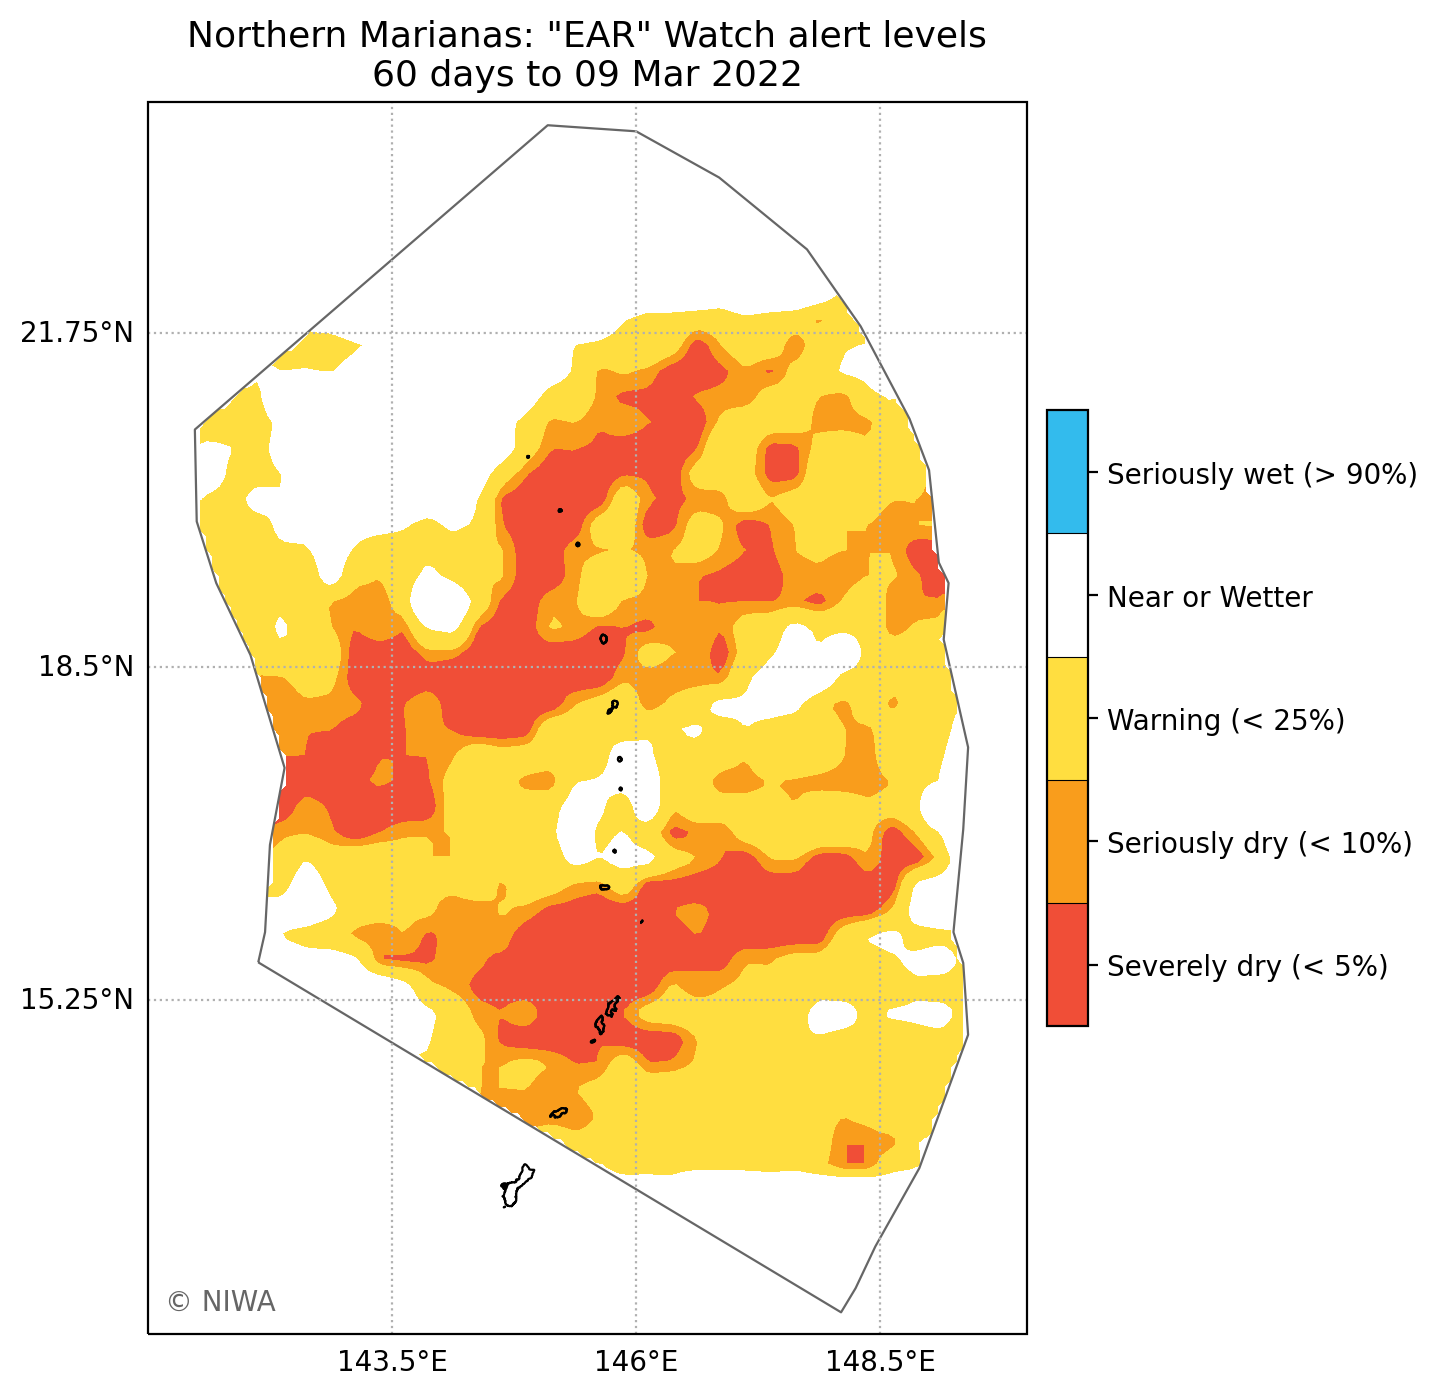 Northern Marianas: "EAR" Watch alert levels
60 days to 09 Mar 2022
21.75°N
18.5°N
15.25°N
143.5°E
146°E
148.5°E
© NIWA
Seriously wet (> 90%)
Near or Wetter
Warning (< 25%)
Seriously dry (< 10%)
Severely dry (< 5%)